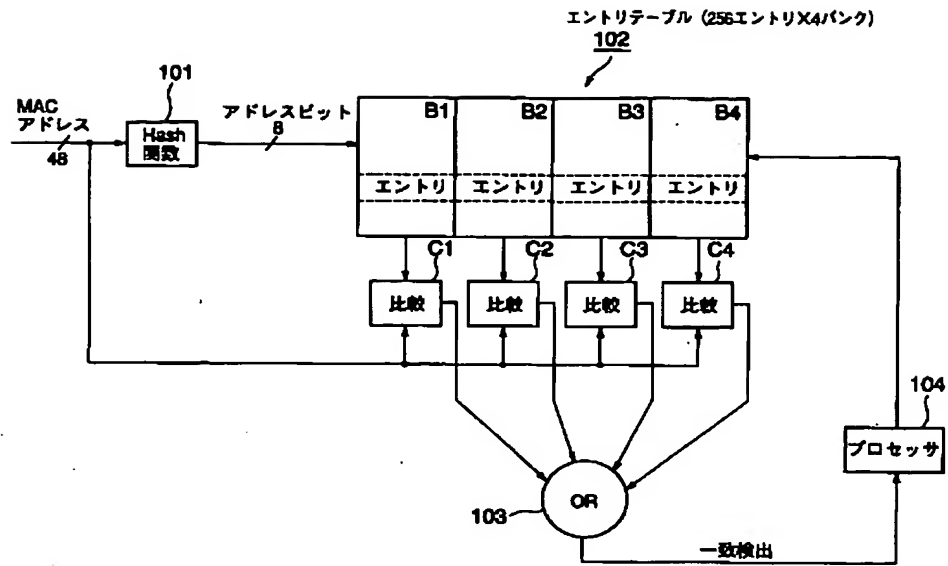 エントリテーブル (256エントリ×4バンク)
102
101
MAC
アドレス
48
Hash
関数
アドレスビット
8
B1
B2
B3
B4
エントリ
エントリ
エントリ
エントリ
C1
C2
C3
C4
比較
比較
比較
比較
104
プロセッサ
OR
103
一致検出